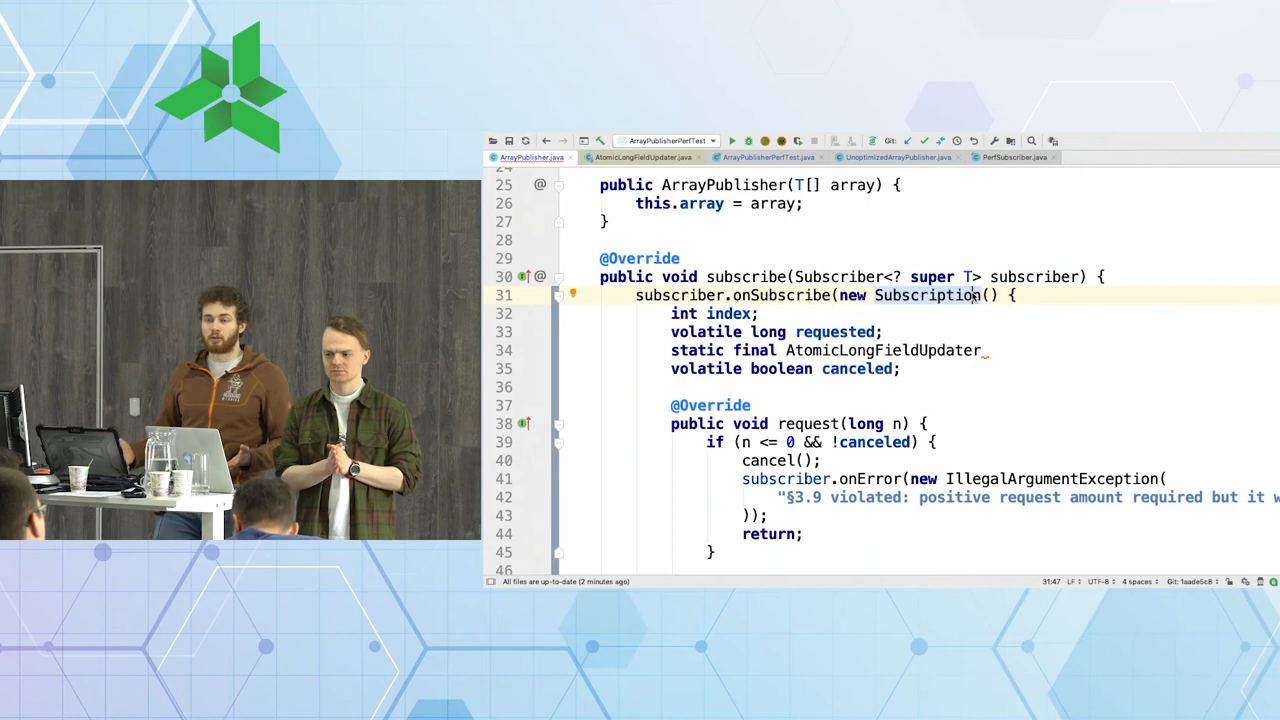 ArrayPublisherPerfTest
Git:
ArrayPublisher.java
AtomicLongFieldUpdater.java
ArrayPublisherPerfTest.java
UnoptimizedArrayPublisher.java
PerfSubscriber.java
24
25 @ public ArrayPublisher(T[] array) {
26 this.array = array;
27 }
28
29 @Override
30 @ public void subscribe(Subscriber<? super T> subscriber) {
31 subscriber.onSubscribe(new Subscription() {
32 int index;
33 volatile long requested;
34 static final AtomicLongFieldUpdater
35 volatile boolean canceled;
36
37 @Override
38 public void request(long n) {
39 if (n <= 0 && !canceled) {
40 cancel();
41 subscriber.onError(new IllegalArgumentException(
42 "§3.9 violated: positive request amount required but it w
43 ));
44 return;
45 }
46
All files are up-to-date (2 minutes ago)
31:47 LF UTF-8 4 spaces Git: 1aade5c8